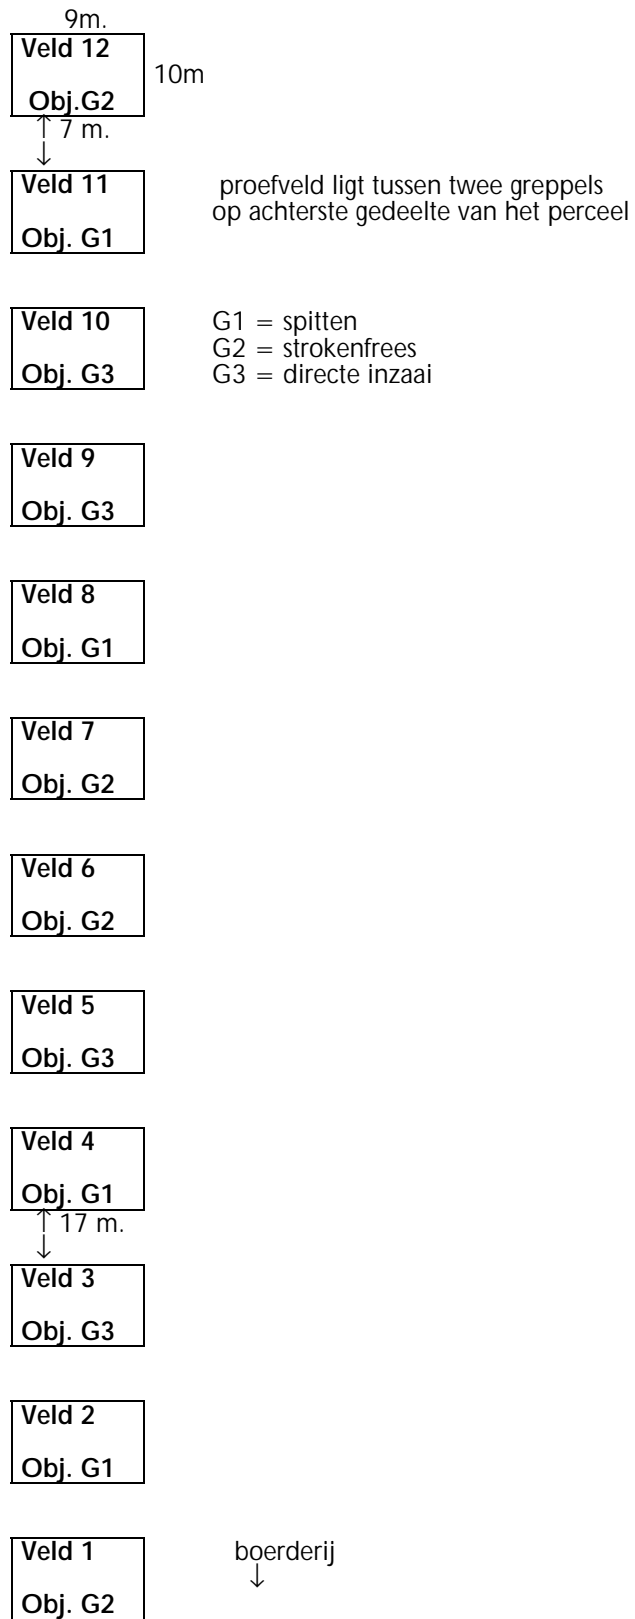 9m.
Veld 12
10m
Obj.G2
↑ 7 m.
↓
Veld 11
proefveld ligt tussen twee greppels
op achterste gedeelte van het perceel
Obj. G1
Veld 10
G1 = spitten
G2 = strokenfrees
Obj. G3
G3 = directe inzaai
Veld 9
Obj. G3
Veld 8
Obj. G1
Veld 7
Obj. G2
Veld 6
Obj. G2
Veld 5
Obj. G3
Veld 4
Obj. G1
↑ 17 m.
↓
Veld 3
Obj. G3
Veld 2
Obj. G1
Veld 1
boerderij
↓
Obj. G2